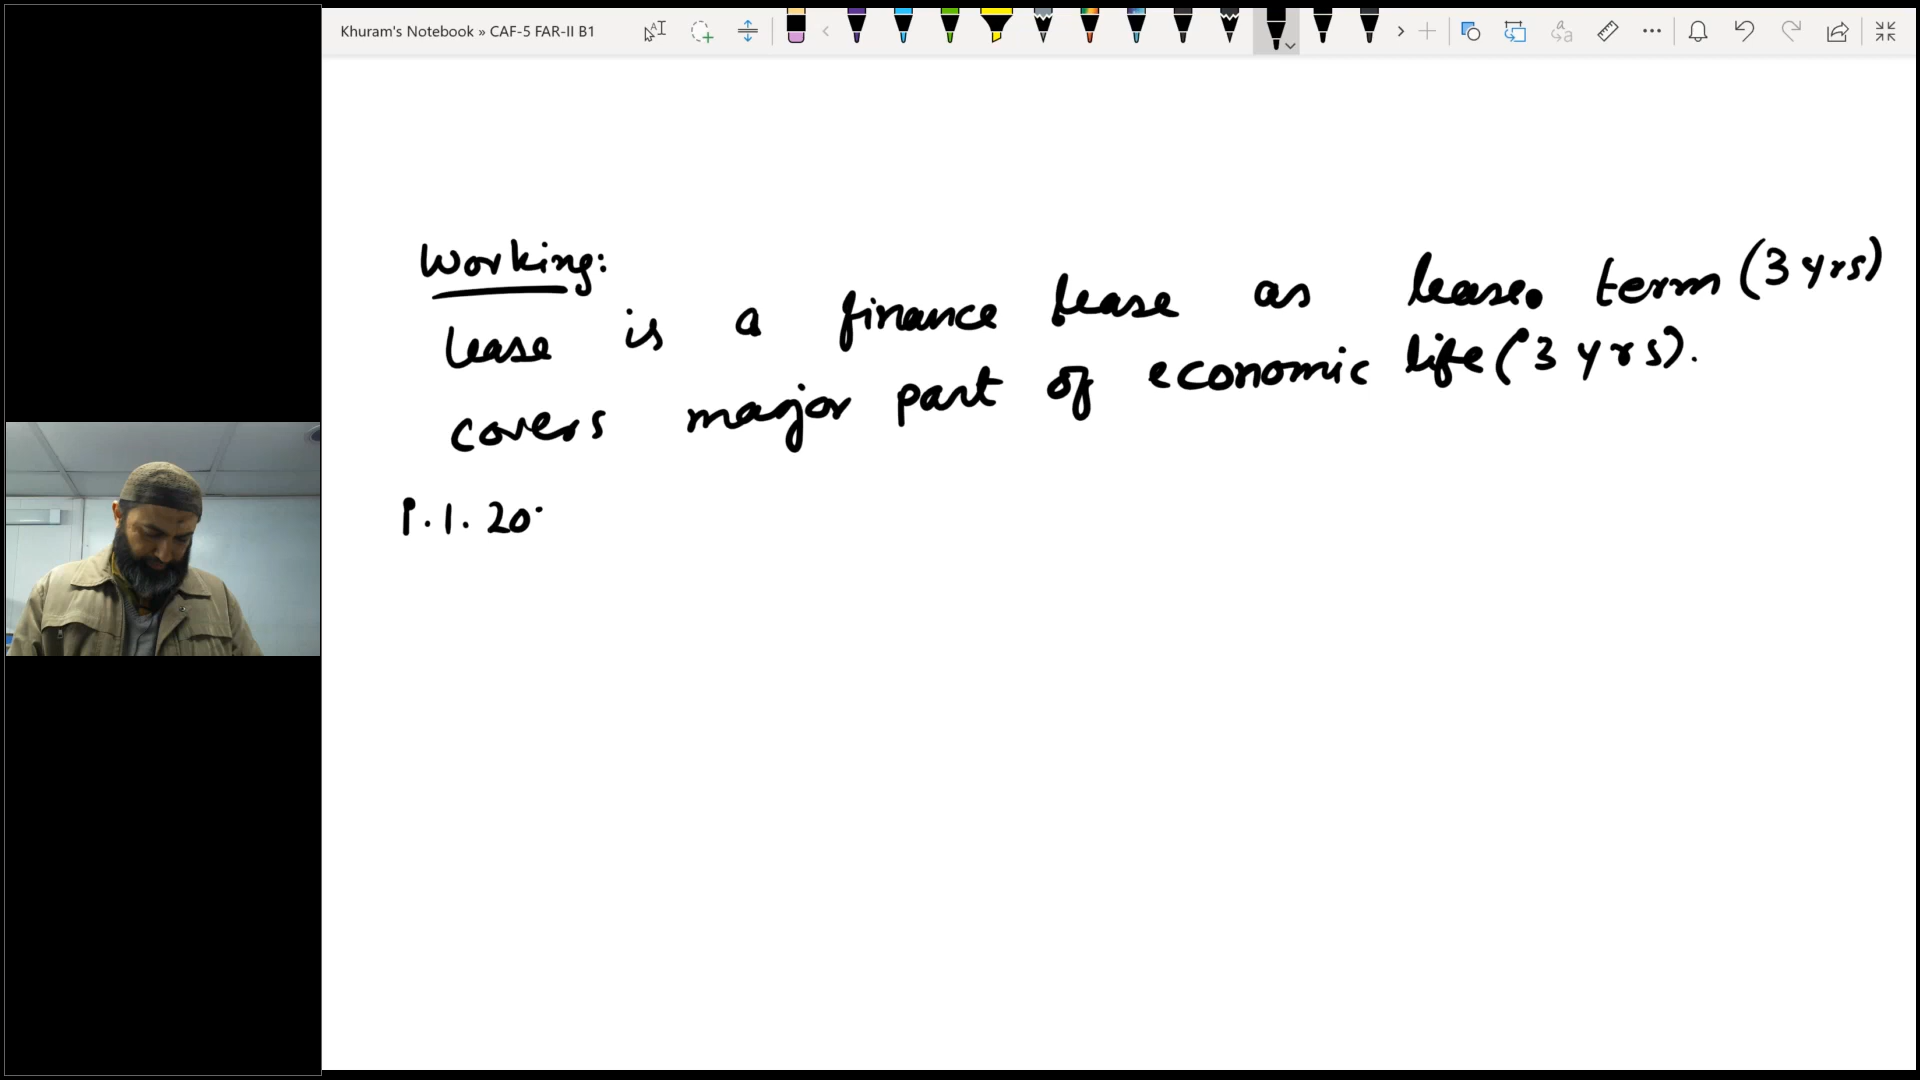 Khuram's Notebook » CAF-5 FAR-II B1
Working:
Lease is a finance lease as lease term (3 yrs)
covers major part of economic life (3 yrs).
1.1.20